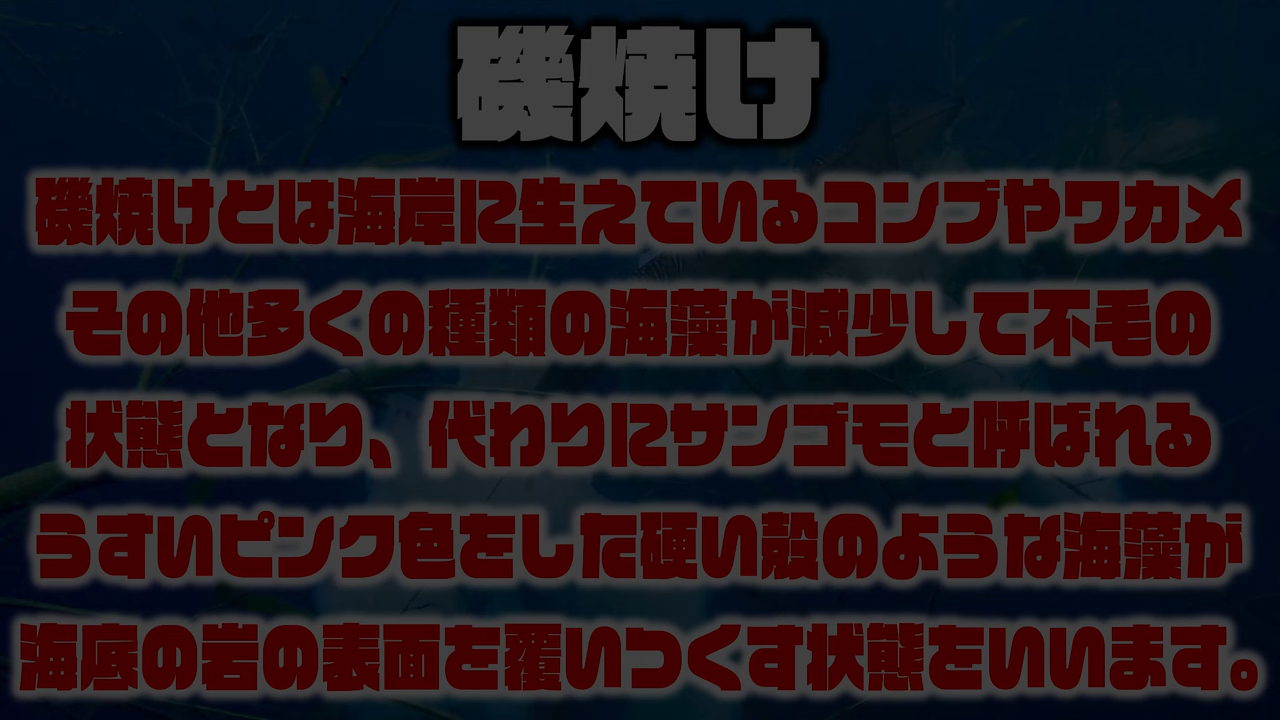 磯焼け
磯焼けとは海岸に生えているコンブやワカメ
その他多くの種類の海藻が減少して不毛の
状態となり、代わりにサンゴモと呼ばれる
うすいピンク色をした硬い殻のような海藻が
海底の岩の表面を覆いつくす状態をいいます。